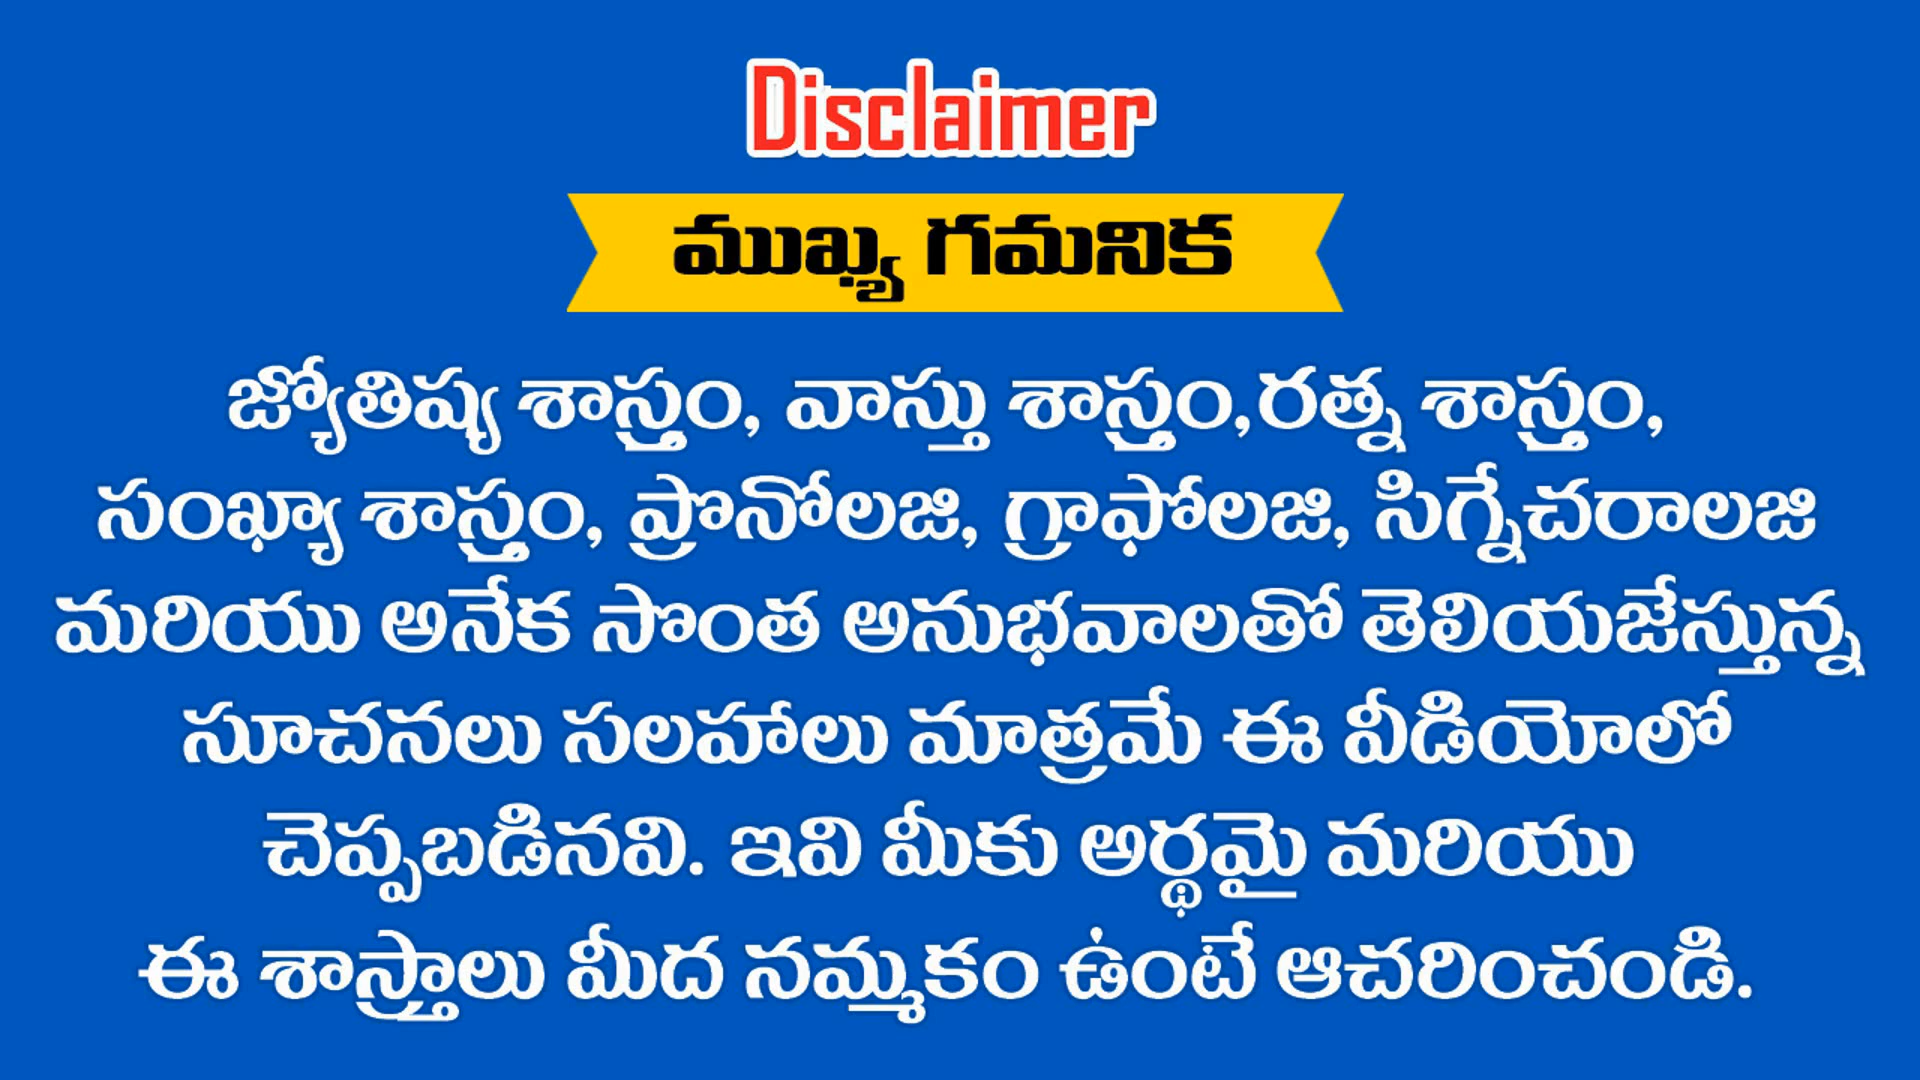 Disclaimer
ముఖ్య గమనిక
జ్యోతిష్య శాస్త్రం, వాస్తు శాస్త్రం,రత్న శాస్త్రం,
సంఖ్యా శాస్త్రం, ప్రొనోలజి, గ్రాఫోలజి, సిగ్నేచరాలజి
మరియు అనేక సొంత అనుభవాలతో తెలియజేస్తున్న
సూచనలు సలహాలు మాత్రమే ఈ వీడియోలో
చెప్పబడినవి. ఇవి మీకు అర్థమై మరియు
ఈ శాస్త్రాలు మీద నమ్మకం ఉంటే ఆచరించండి.